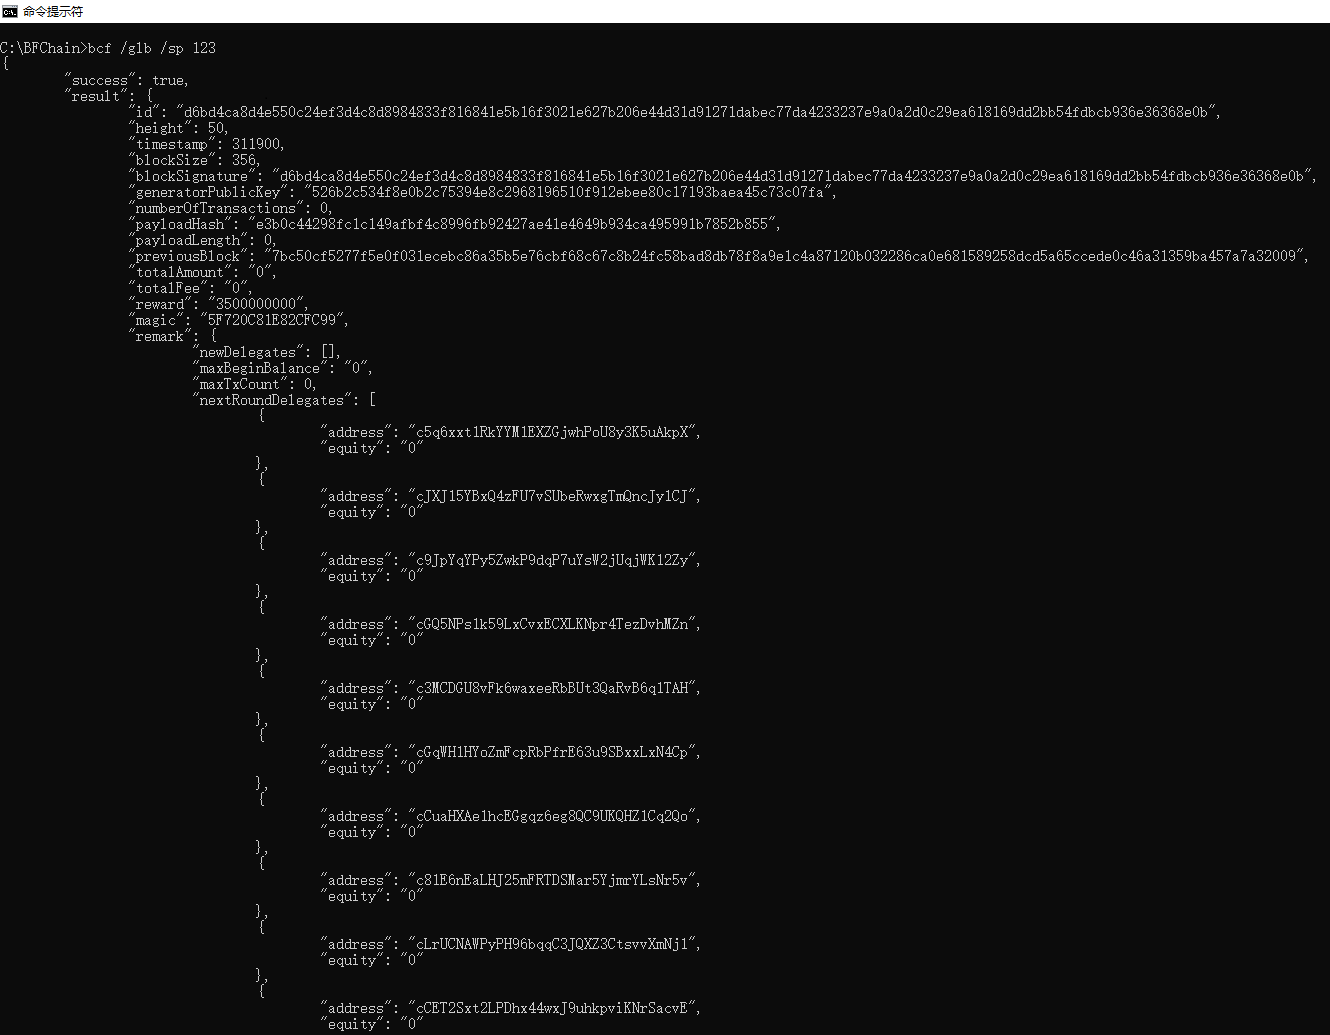 命令提示符
C:\BFChain>bcf /glb /sp 123
{
"success": true,
"result": {
"id": "d6bd4ca8d4e550c24ef3d4c8d8984833f816841e5b16f3021e627b206e44d31d91271dabec77da4233237e9a0a2d0c29ea618169dd2bb54fdbcb936e36368e0b",
"height": 50,
"timestamp": 311900,
"blockSize": 356,
"blockSignature": "d6bd4ca8d4e550c24ef3d4c8d8984833f816841e5b16f3021e627b206e44d31d91271dabec77da4233237e9a0a2d0c29ea618169dd2bb54fdbcb936e36368e0b",
"generatorPublicKey": "526b2c534f8e0b2c75394e8c2968196510f912ebee80c17193baea45c73c07fa",
"numberOfTransactions": 0,
"payloadHash": "e3b0c44298fc1c149afbf4c8996fb92427ae41e4649b934ca495991b7852b855",
"payloadLength": 0,
"previousBlock": "7bc50cf5277f5e0f031ecebc86a35b5e76cbf68c67c8b24fc58bad8db78f8a9e1c4a87120b032286ca0e681589258dcd5a65ccede0c46a31359ba457a7a32009",
"totalAmount": "0",
"totalFee": "0",
"reward": "3500000000",
"magic": "5F720C81E82CFC99",
"remark": {
"newDelegates": [],
"maxBeginBalance": "0",
"maxTxCount": 0,
"nextRoundDelegates": [
{
"address": "c5q6xxt1RkYYM1EXZGjwhPoU8y3K5uAkpX",
"equity": "0"
},
{
"address": "cJXJ15YBxQ4zFU7vSUbeRwxgTmQncJy1CJ",
"equity": "0"
},
{
"address": "c9JpYqYPy5ZwkP9dqP7uYsW2jUqjWK12Zy",
"equity": "0"
},
{
"address": "cGQ5NPs1k59LxCvxECXLKNpr4TezDvhMZn",
"equity": "0"
},
{
"address": "c3MCDGU8vFk6waxeeRbBUt3QaRvB6q1TAH",
"equity": "0"
},
{
"address": "cGqWH1HYoZmFcpRbPfrE63u9SBxxLxN4Cp",
"equity": "0"
},
{
"address": "cCuaHXAe1hcEGgqz6eg8QC9UKQHZ1Cq2Qo",
"equity": "0"
},
{
"address": "c81E6nEaLHJ25mFRTDSMar5YjmrYLsNr5v",
"equity": "0"
},
{
"address": "cLrUCNAWPyPH96bqqC3JQXZ3CtsvvXmNj1",
"equity": "0"
},
{
"address": "cCET2Sxt2LPDhx44wxJ9uhkpviKNrSacvE",
"equity": "0"